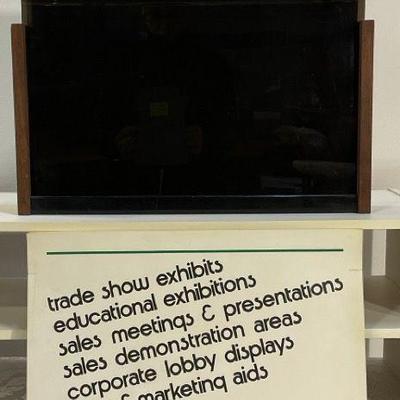 trade show exhibits
educational exhibitions
sales meetings & presentations
sales demonstration areas
corporate lobby displays
& marketing aids